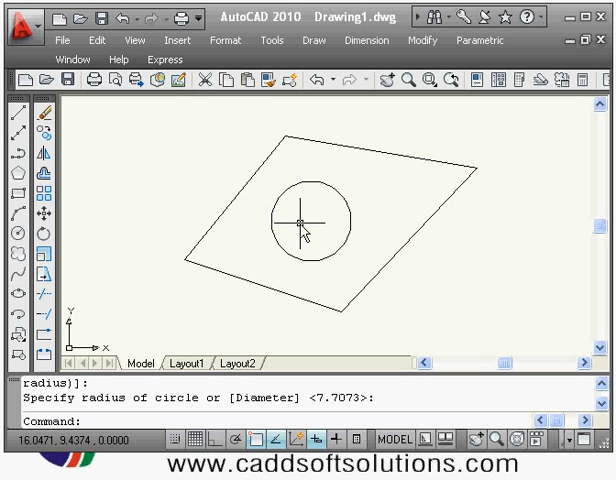 AutoCAD 2010 Drawing1.dwg
File Edit View Insert Format Tools Draw Dimension Modify Parametric
Window Help Express
Y
X
Model Layout1 Layout2
radius)]:
Specify radius of circle or [Diameter] <7.7073>:
Command:
16.0471, 9.4374, 0.0000 MODEL
www.caddsoftsolutions.com